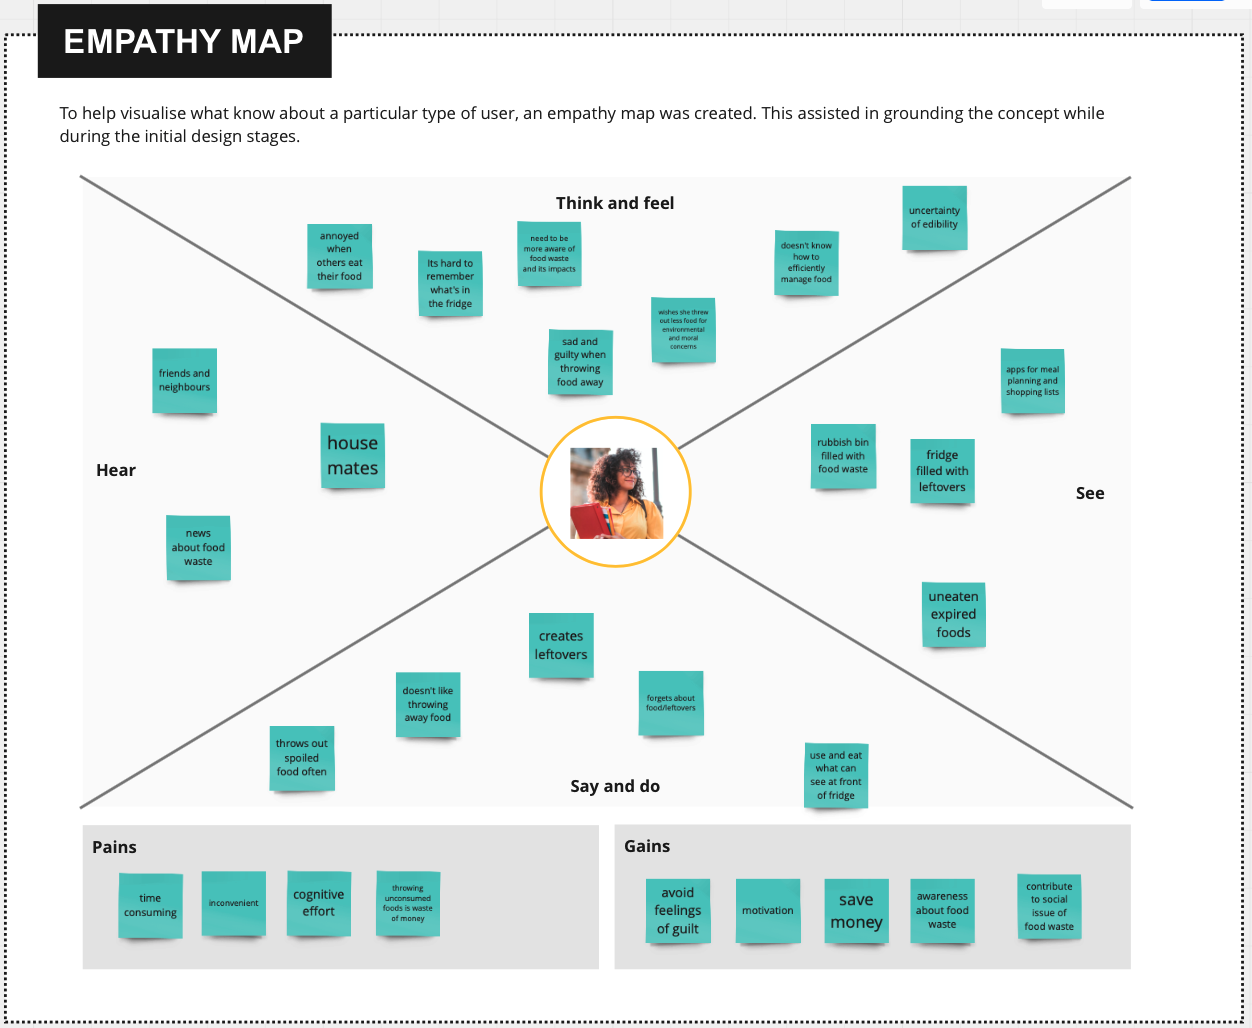 EMPATHY MAP
To help visualise what know about a particular type of user, an empathy map was created. This assisted in grounding the concept while
during the initial design stages.
Think and feel
annoyed
when
others eat
their food
Its hard to
remember
what's in
the fridge
need to be
more aware of
food waste
and its impacts
sad and
guilty when
throwing
food away
wishes she threw
out less food for
environmental
and moral
concerns
doesn't know
how to
efficiently
manage food
uncertainty
of edibility
Hear
friends and
neighbours
house
mates
news
about food
waste
See
apps for meal
planning and
shopping lists
rubbish bin
filled with
food waste
fridge
filled with
leftovers
uneaten
expired
foods
Say and do
creates
leftovers
doesn't like
throwing
away food
forgets about
food/leftovers
throws out
spoiled
food often
use and eat
what can
see at front
of fridge
Pains
time
consuming
inconvenient
cognitive
effort
throwing
unconsumed
foods is waste
of money
Gains
avoid
feelings
of guilt
motivation
save
money
awareness
about food
waste
contribute
to social
issue of
food waste